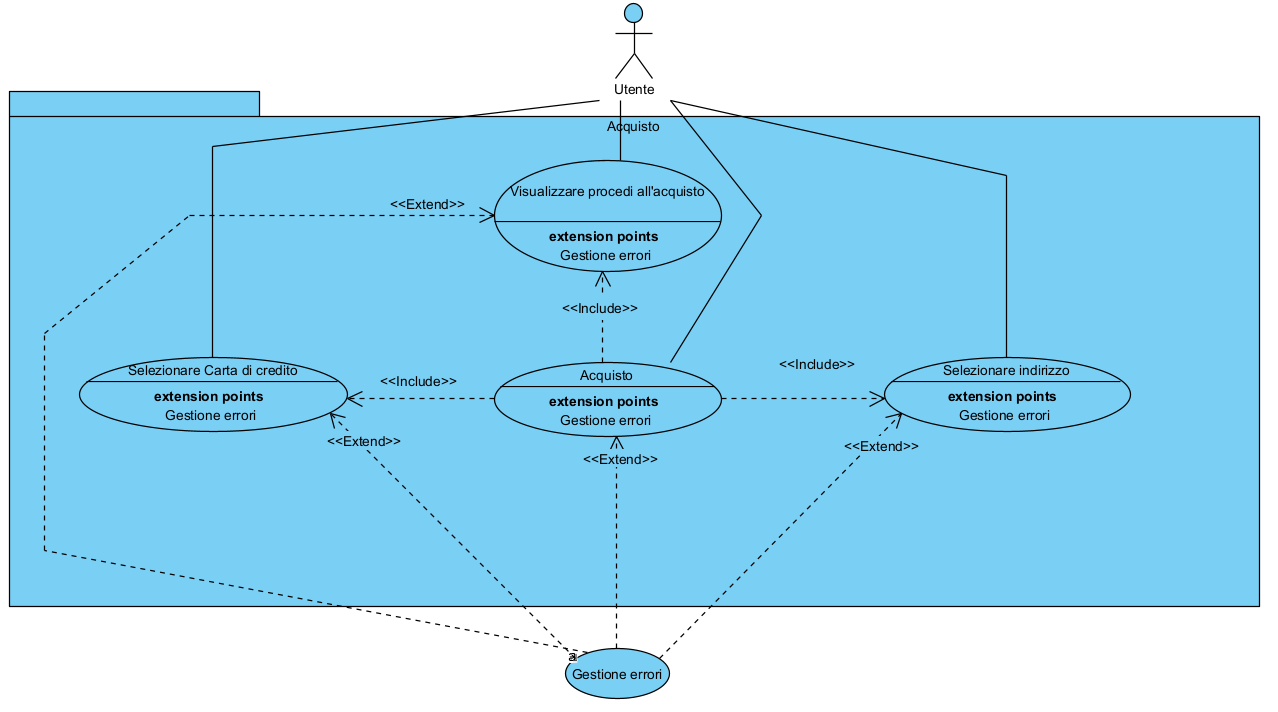 Utente
Acquisto
Visualizzare procedi all'acquisto
<<Extend>>
extension points
Gestione errori
<<Include>>
<<Include>>
Selezionare Carta di credito
<<Include>>
Acquisto
Selezionare indirizzo
extension points
Gestione errori
extension points
Gestione errori
extension points
Gestione errori
<<Extend>>
<<Extend>>
<<Extend>>
Gestione errori